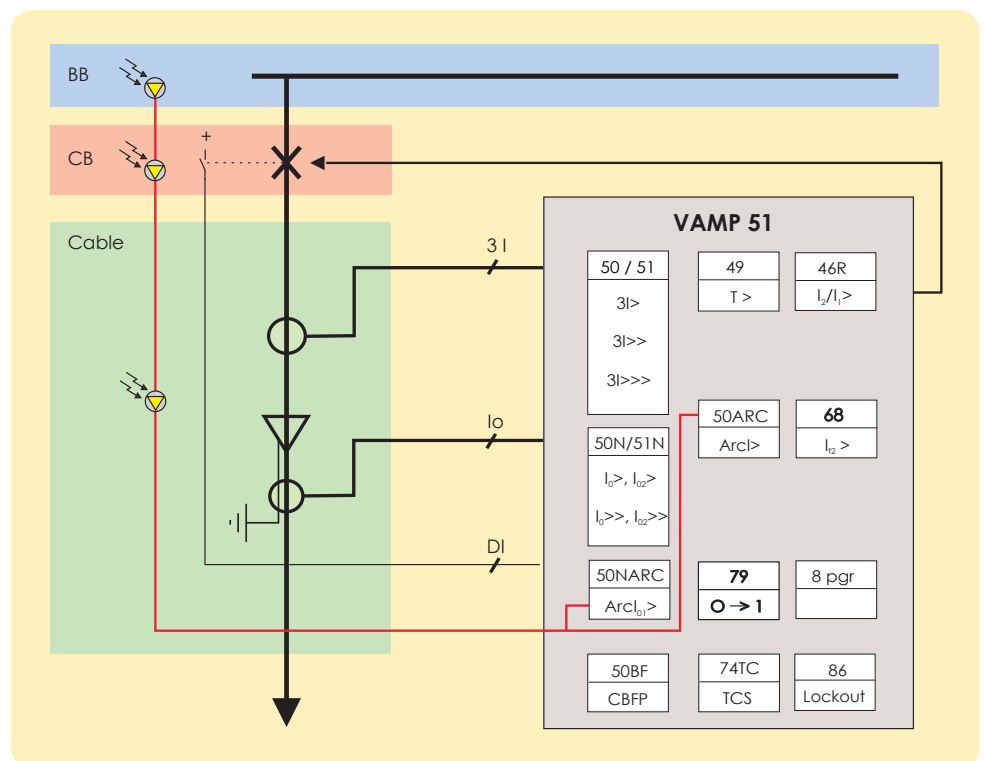 BB
CB
+
Cable
3 I
Io
DI
VAMP 51
50 / 51
3I>
3I>>
3I>>>
49
T >
46R
I₂/I₁>
50N/51N
I₀>, I₀₂>
I₀>>, I₀₂>>
50ARC
ArcI>
68
If2 >
50NARC
ArcI₀₁>
79
O → 1
8 pgr
50BF
CBFP
74TC
TCS
86
Lockout